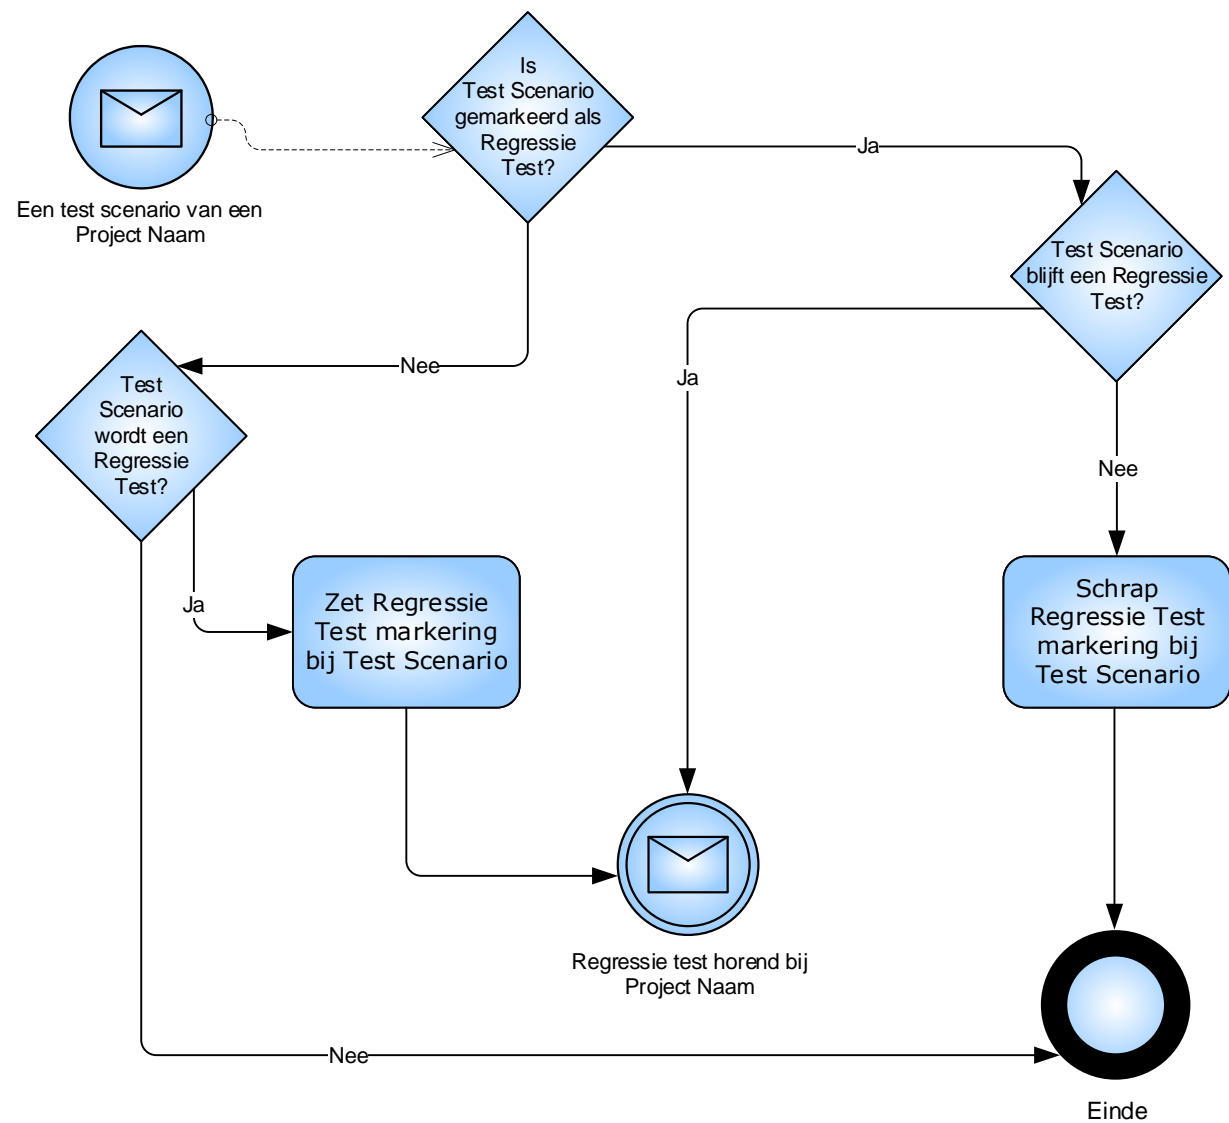 Is
Test Scenario
gemarkeerd als
Regressie
Test?
Een test scenario van een
Project Naam
Ja
Test Scenario
blijft een Regressie
Test?
Nee
Ja
Test
Scenario
wordt een
Regressie
Test?
Nee
Ja
Zet Regressie
Test markering
bij Test Scenario
Schrap
Regressie Test
markering bij
Test Scenario
Regressie test horend bij
Project Naam
Nee
Einde